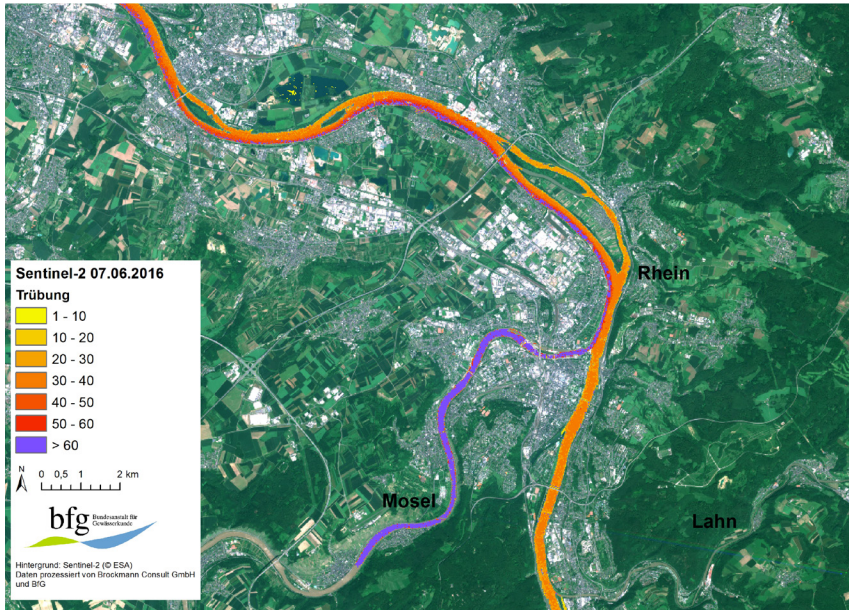 Rhein
Sentinel-2 07.06.2016
Trübung
1 - 10
10 - 20
20 - 30
30 - 40
40 - 50
50 - 60
> 60
N
0 0,5 1 2 km
Mosel
Lahn
bfg
Bundesanstalt für
Gewässerkunde
Hintergrund: Sentinel-2 (© ESA)
Daten prozessiert von Brockmann Consult GmbH
und BfG